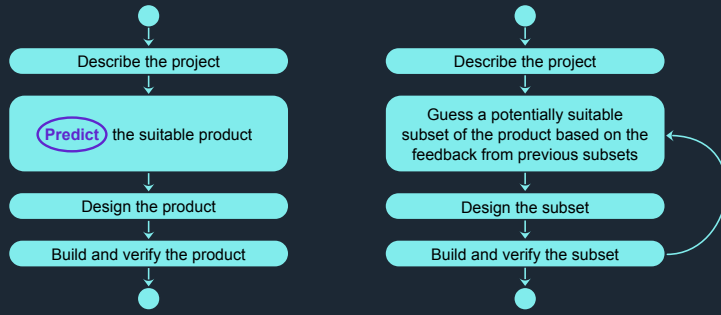 Describe the project
Predict the suitable product
Design the product
Build and verify the product
Describe the project
Guess a potentially suitable
subset of the product based on the
feedback from previous subsets
Design the subset
Build and verify the subset